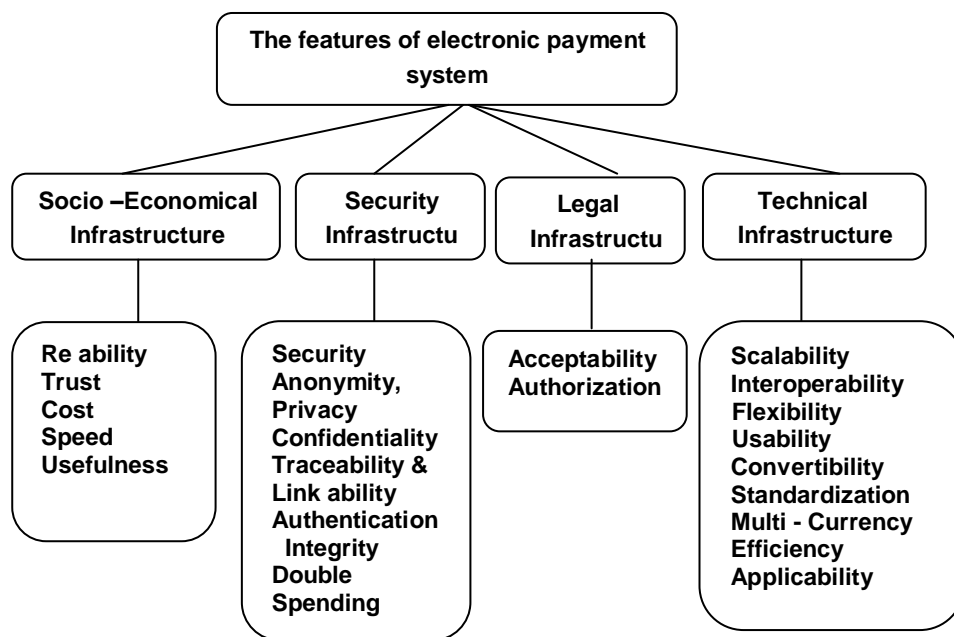 The features of electronic payment
system
Socio –Economical
Infrastructure
Security
Infrastructu
Legal
Infrastructu
Technical
Infrastructure
Re ability
Trust
Cost
Speed
Usefulness
Security
Anonymity,
Privacy
Confidentiality
Traceability &
Link ability
Authentication
Integrity
Double
Spending
Acceptability
Authorization
Scalability
Interoperability
Flexibility
Usability
Convertibility
Standardization
Multi - Currency
Efficiency
Applicability